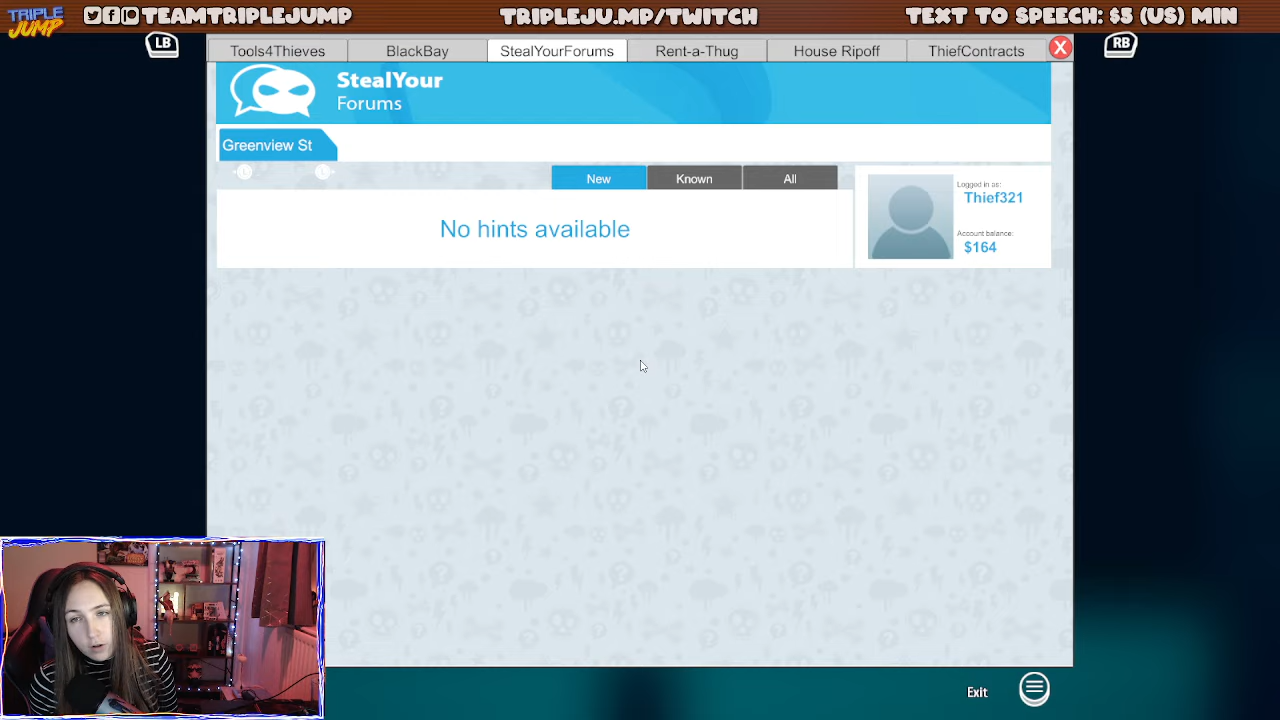 TRIPLE JUMP
TEAMTRIPLEJUMP
TRIPLEJU.MP/TWITCH
TEXT TO SPEECH: $5 (US) MIN
LB
Tools4Thieves
BlackBay
StealYourForums
Rent-a-Thug
House Ripoff
ThiefContracts
X
RB
StealYour
Forums
Greenview St
New
Known
All
No hints available
Logged in as:
Thief321
Account balance:
$164
Exit